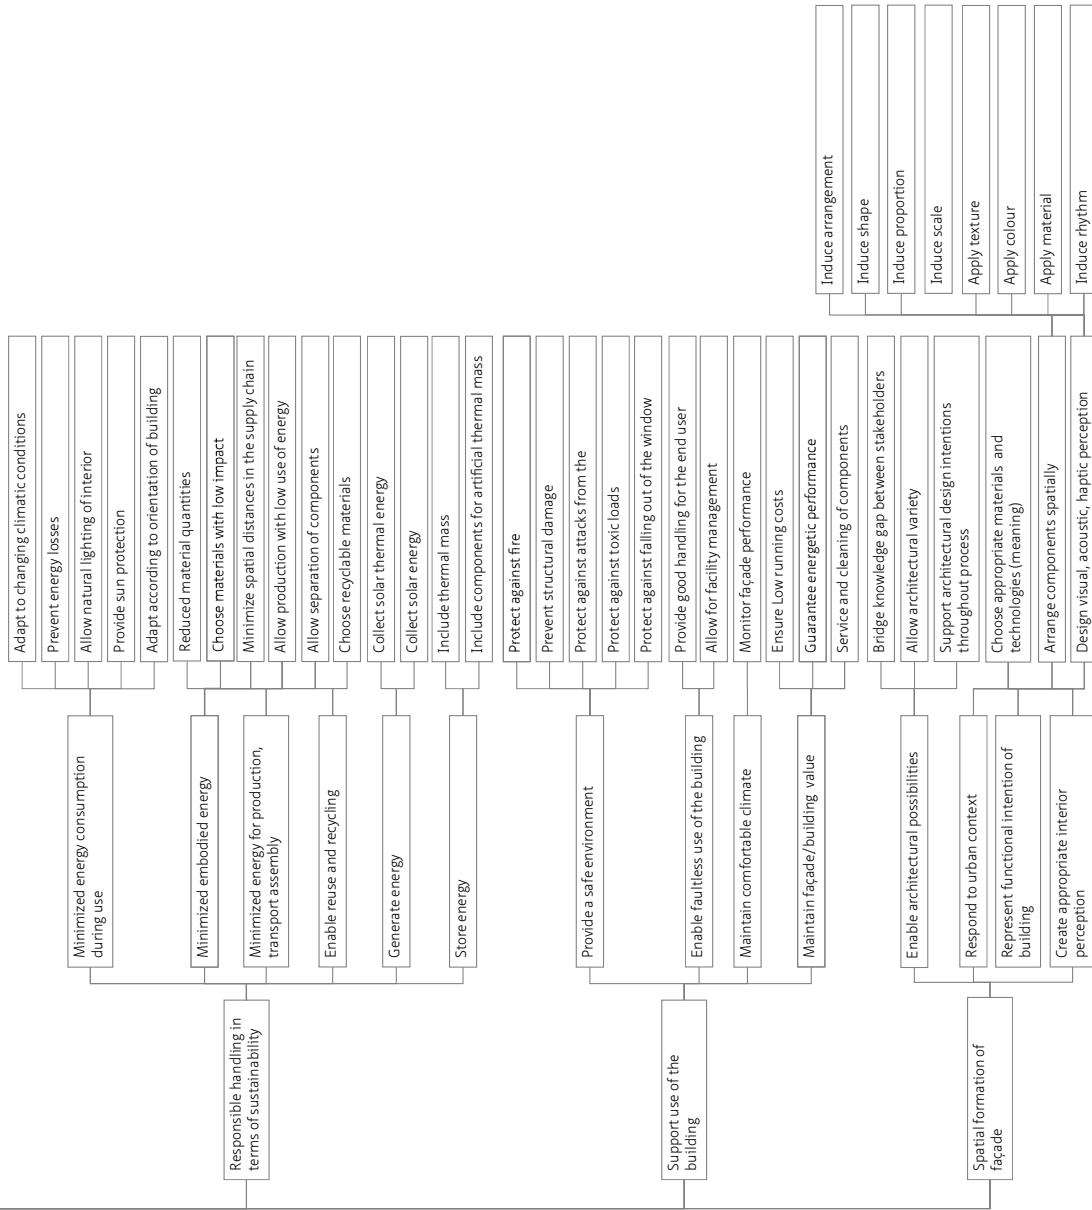 Responsible handling in
terms of sustainability
Minimized energy consumption
during use
Adapt to changing climatic conditions
Prevent energy losses
Allow natural lighting of interior
Provide sun protection
Adapt according to orientation of building
Minimized embodied energy
Reduced material quantities
Choose materials with low impact
Minimized energy for production,
transport assembly
Minimize spatial distances in the supply chain
Allow production with low use of energy
Enable reuse and recycling
Allow separation of components
Choose recyclable materials
Generate energy
Collect solar thermal energy
Collect solar energy
Store energy
Include thermal mass
Include components for artificial thermal mass
Support use of the
building
Provide a safe environment
Protect against fire
Prevent structural damage
Protect against attacks from the
Protect against toxic loads
Protect against falling out of the window
Enable faultless use of the building
Provide good handling for the end user
Allow for facility management
Maintain comfortable climate
Monitor façade performance
Maintain façade/building value
Ensure Low running costs
Guarantee energetic performance
Service and cleaning of components
Spatial formation of
façade
Enable architectural possibilities
Bridge knowledge gap between stakeholders
Allow architectural variety
Support architectural design intentions
throughout process
Respond to urban context
Represent functional intention of
building
Create appropriate interior
perception
Choose appropriate materials and
technologies (meaning)
Arrange components spatially
Design visual, acoustic, haptic perception
Induce arrangement
Induce shape
Induce proportion
Induce scale
Apply texture
Apply colour
Apply material
Induce rhythm